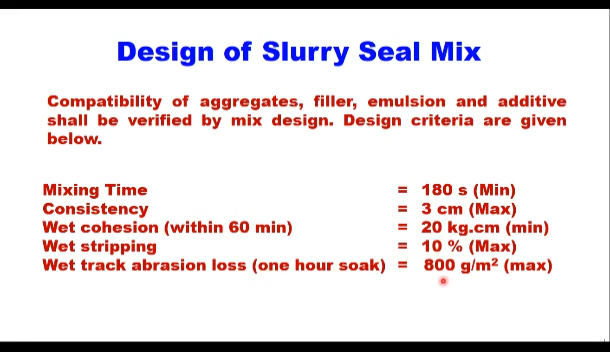 Design of Slurry Seal Mix
Compatibility of aggregates, filler, emulsion and additive
shall be verified by mix design. Design criteria are given
below.
Mixing Time = 180 s (Min)
Consistency = 3 cm (Max)
Wet cohesion (within 60 min) = 20 kg.cm (min)
Wet stripping = 10 % (Max)
Wet track abrasion loss (one hour soak) = 800 g/m² (max)